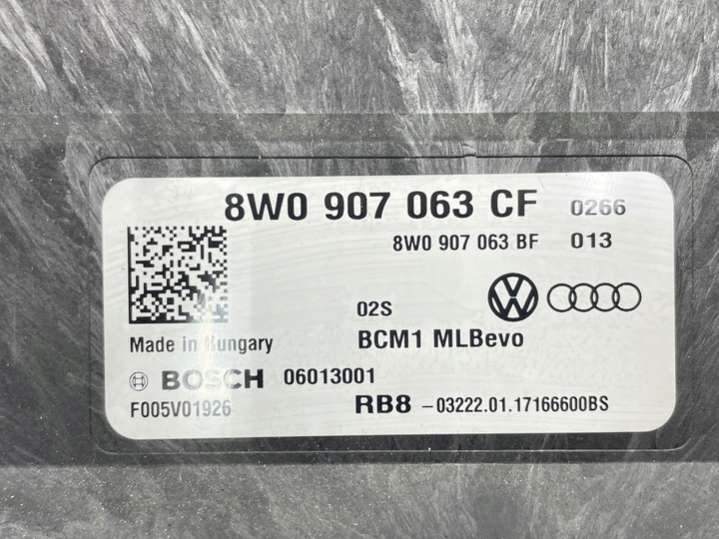 8W0 907 063 CF 0266
8W0 907 063 BF 013
02S
Made in Hungary BCM1 MLBevo
BOSCH 06013001
F005V01926 RB8 -03222.01.17166600BS